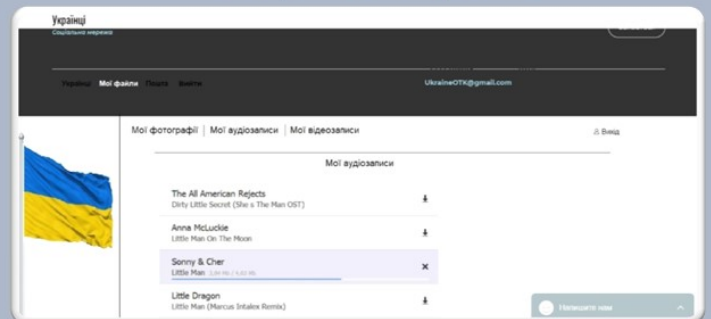 Українці
Соціальна мережа
Українці Мої файли Пошта Вийти
UkraineOTK@gmail.com
Мої фотографії | Мої аудіозаписи | Мої відеозаписи
Вихід
Мої аудіозаписи
The All American Rejects
Dirty Little Secret (She s The Man OST)
Anna McLuckie
Little Man On The Moon
Sonny & Cher
Little Man
Little Dragon
Little Man (Marcus Intalex Remix)
Напишите нам